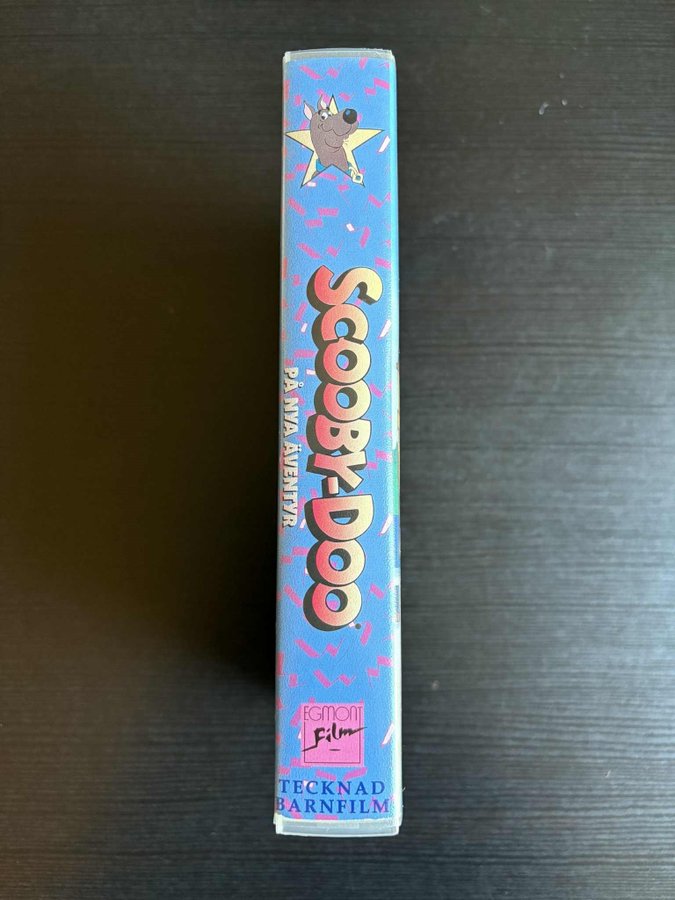 SCOOBY-DOO
PÅ NYA ÄVENTYR
EGMONT
Film
TECKNAD
BARNFILM